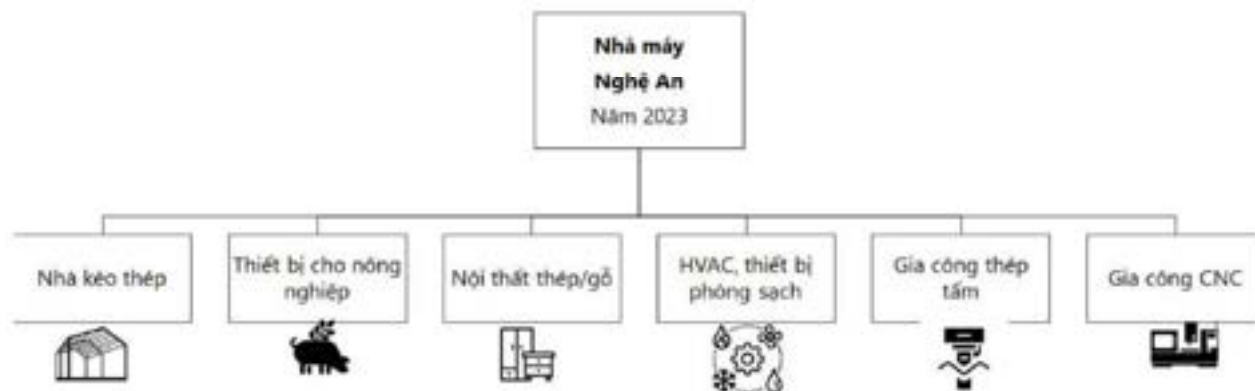 Nhà máy
Nghệ An
Năm 2023
Nhà kéo thép
Thiết bị cho nông
nghiệp
Nội thất thép/gỗ
HVAC, thiết bị
phòng sạch
Gia công thép
tấm
Gia công CNC